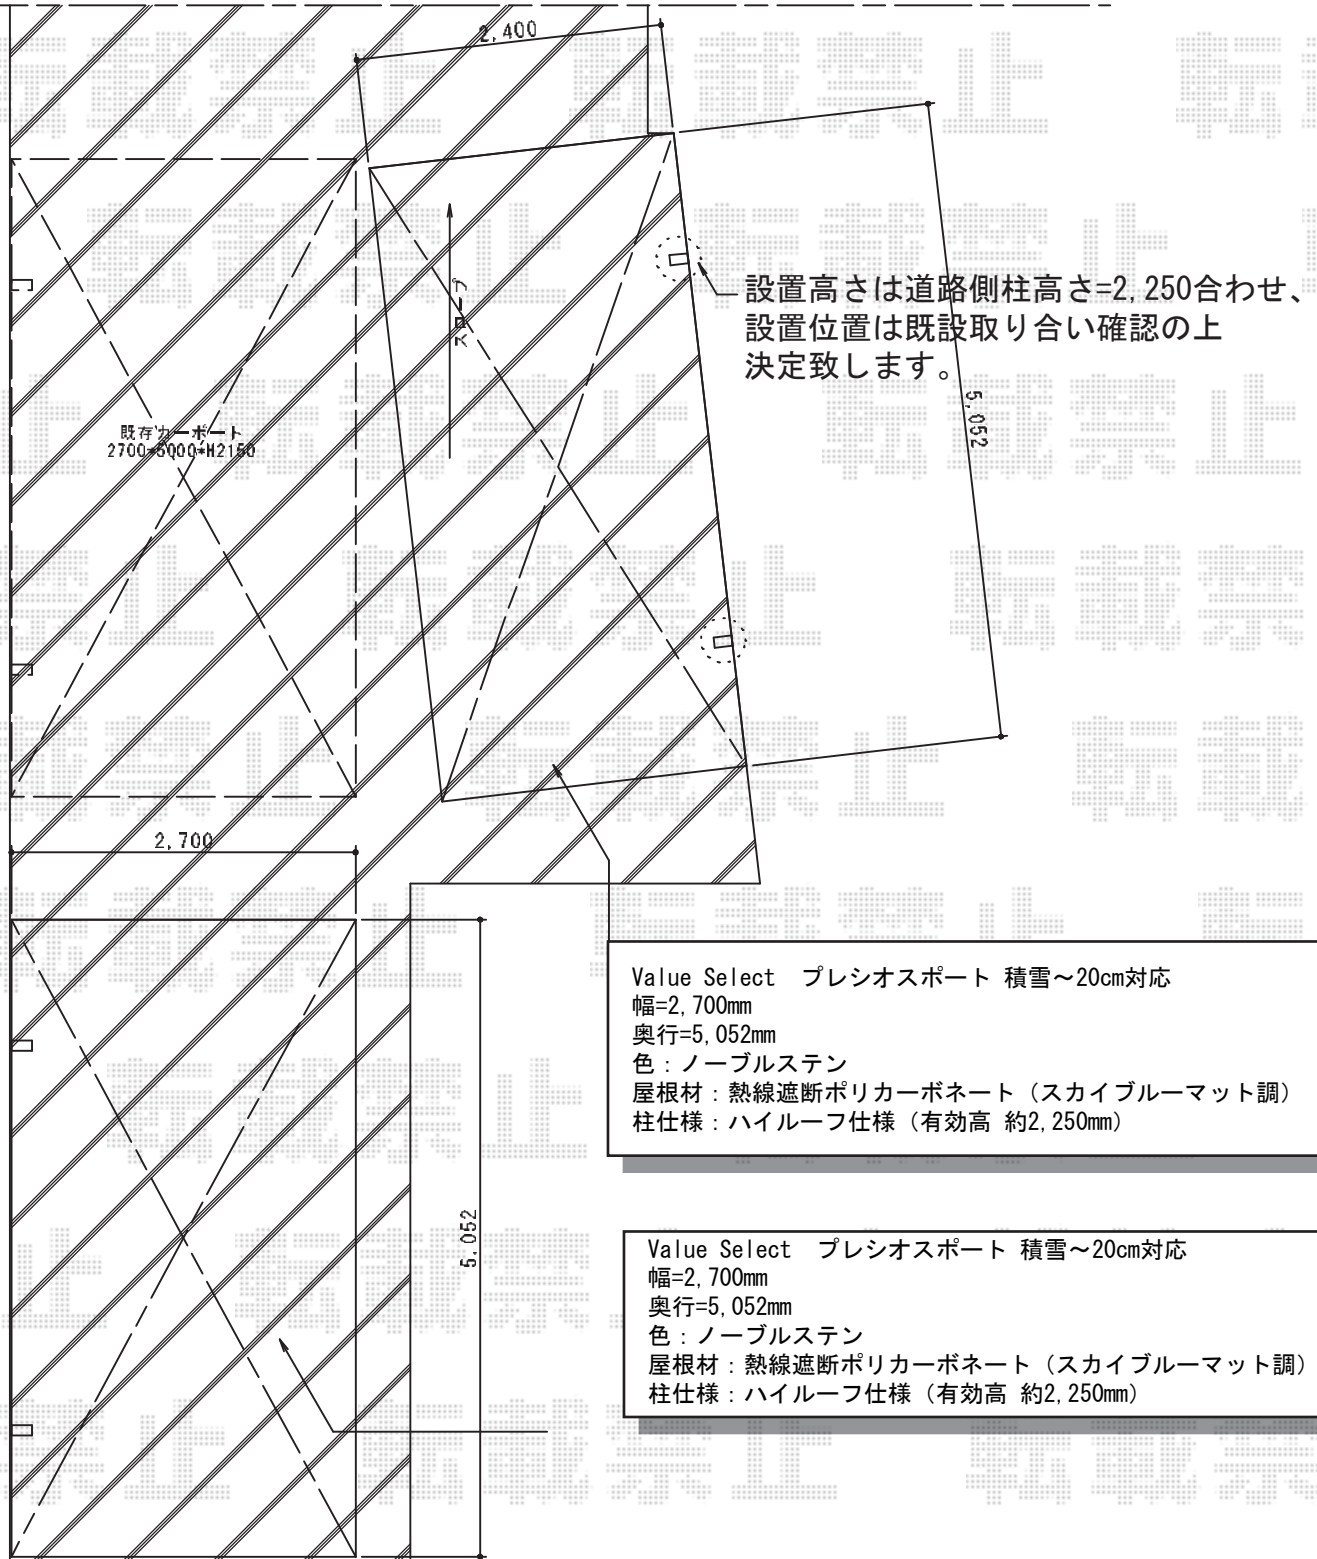 2,400
設置高さは道路側柱高さ=2,250合わせ、
設置位置は既設取り合い確認の上
決定致します。
スロープ
5,052
既存カーポート
2700*5000*H2150
2,700
Value Select プレシオスポート 積雪～20cm対応
幅=2,700mm
奥行=5,052mm
色：ノーブルステン
屋根材：熱線遮断ポリカーボネート（スカイブルーマット調）
柱仕様：ハイルーフ仕様（有効高 約2,250mm）
5,052
Value Select プレシオスポート 積雪～20cm対応
幅=2,700mm
奥行=5,052mm
色：ノーブルステン
屋根材：熱線遮断ポリカーボネート（スカイブルーマット調）
柱仕様：ハイルーフ仕様（有効高 約2,250mm）
転載禁止